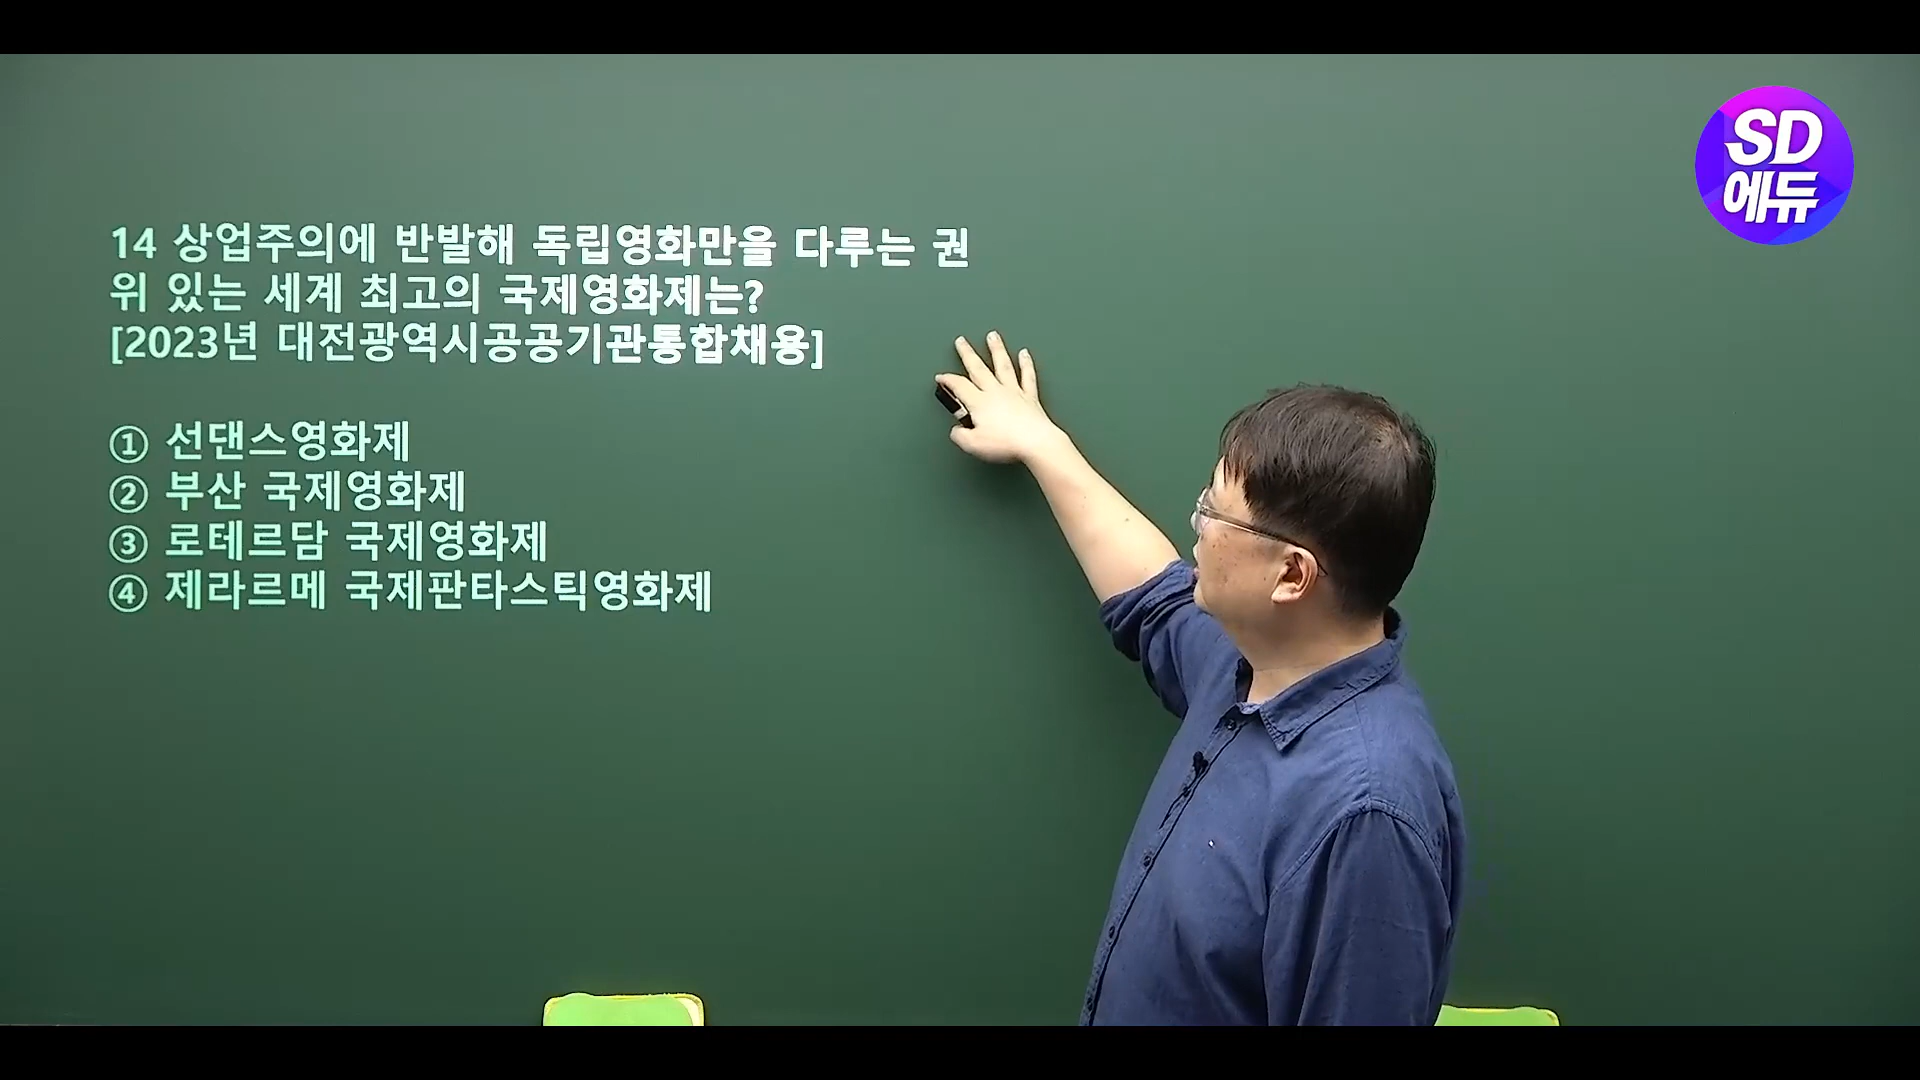 SD
에듀
14 상업주의에 반발해 독립영화만을 다루는 권
위 있는 세계 최고의 국제영화제는?
[2023년 대전광역시공공기관통합채용]
① 선댄스영화제
② 부산 국제영화제
③ 로테르담 국제영화제
④ 제라르메 국제판타스틱영화제